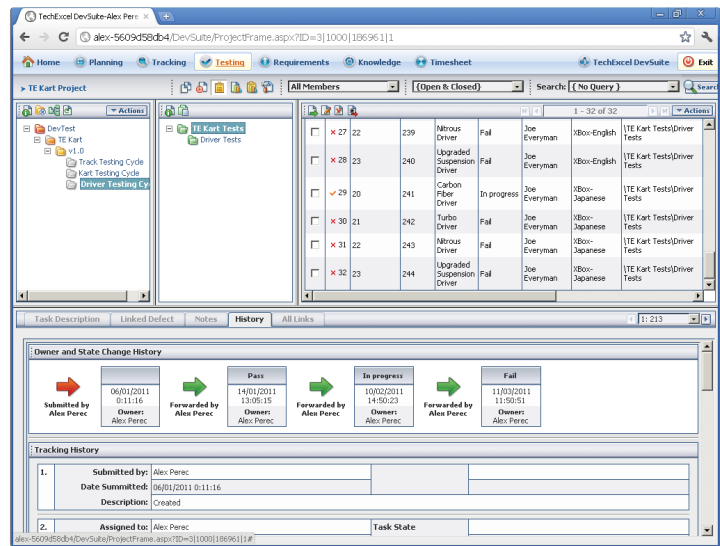 TechExcel DevSuite-Alex Pere ×
alex-5609d58db4/DevSuite/ProjectFrame.aspx?ID=3|1000|186961|1
Home Planning Tracking Testing Requirements Knowledge Timesheet TechExcel DevSuite Exit
TE Kart Project All Members {Open & Closed} Search: { No Query } Search
Actions 1 - 32 of 32 Actions
DevTest
TE Kart
v1.0
Track Testing Cycle
Kart Testing Cycle
Driver Testing Cy
TE Kart Tests
Driver Tests
27 22 239 Nitrous Driver Fail Joe Everyman XBox-English \TE Kart Tests\Driver Tests
28 23 240 Upgraded Suspension Driver Fail Joe Everyman XBox-English \TE Kart Tests\Driver Tests
29 20 241 Carbon Fiber Driver In progress Joe Everyman XBox-Japanese \TE Kart Tests\Driver Tests
30 21 242 Turbo Driver Fail Joe Everyman XBox-Japanese \TE Kart Tests\Driver Tests
31 22 243 Nitrous Driver Fail Joe Everyman XBox-Japanese \TE Kart Tests\Driver Tests
32 23 244 Upgraded Suspension Driver Fail Joe Everyman XBox-Japanese \TE Kart Tests\Driver Tests
Task Description Linked Defect Notes History All Links 1: 213
Owner and State Change History
Submitted by Alex Perec
06/01/2011 0:11:16
Owner: Alex Perec
Forwarded by Alex Perec
Pass
14/01/2011 13:05:15
Owner: Alex Perec
Forwarded by Alex Perec
In progress
10/02/2011 14:50:23
Owner: Alex Perec
Forwarded by Alex Perec
Fail
11/03/2011 11:50:51
Owner: Alex Perec
Tracking History
1. Submitted by: Alex Perec
Date Summitted: 06/01/2011 0:11:16
Description: Created
2. Assigned to: Alex Perec Task State
alex-5609d58db4/DevSuite/ProjectFrame.aspx?ID=3|1000|186961|1#